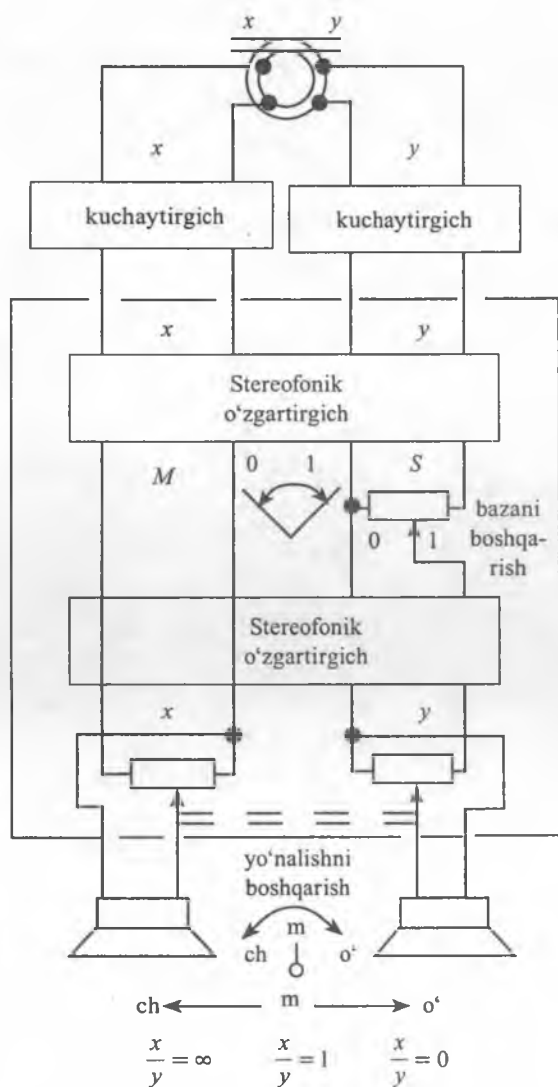 x y
x y
kuchaytirgich kuchaytirgich
x y
Stereofonik
o‘zgartirgich
M 0 1 S
bazani
0 1 boshqa-
rish
Stereofonik
o‘zgartirgich
x y
yo‘nalishni
boshqarish
m
ch o‘
ch m o‘
x/y = ∞ x/y = 1 x/y = 0